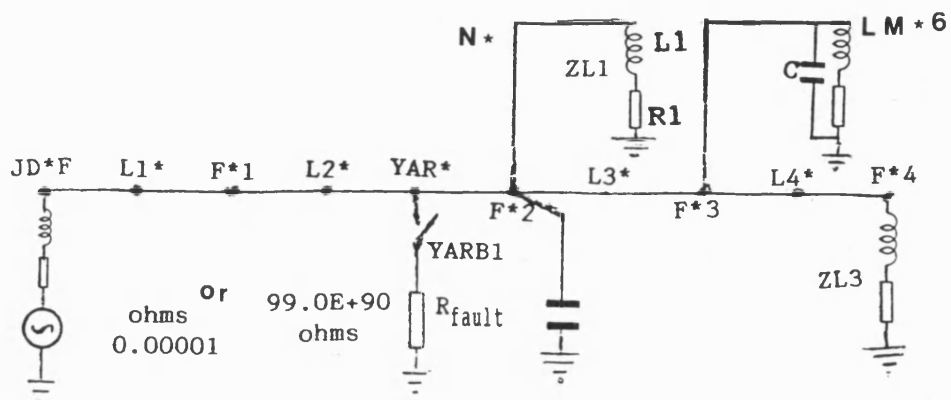 N*
L1
ZL1
R1
LM*6
C
JD*F
L1*
F*1
L2*
YAR*
F*2
L3*
F*3
L4*
F*4
YARB1
ZL3
or
ohms
0.00001
99.0E+90
ohms
Rfault